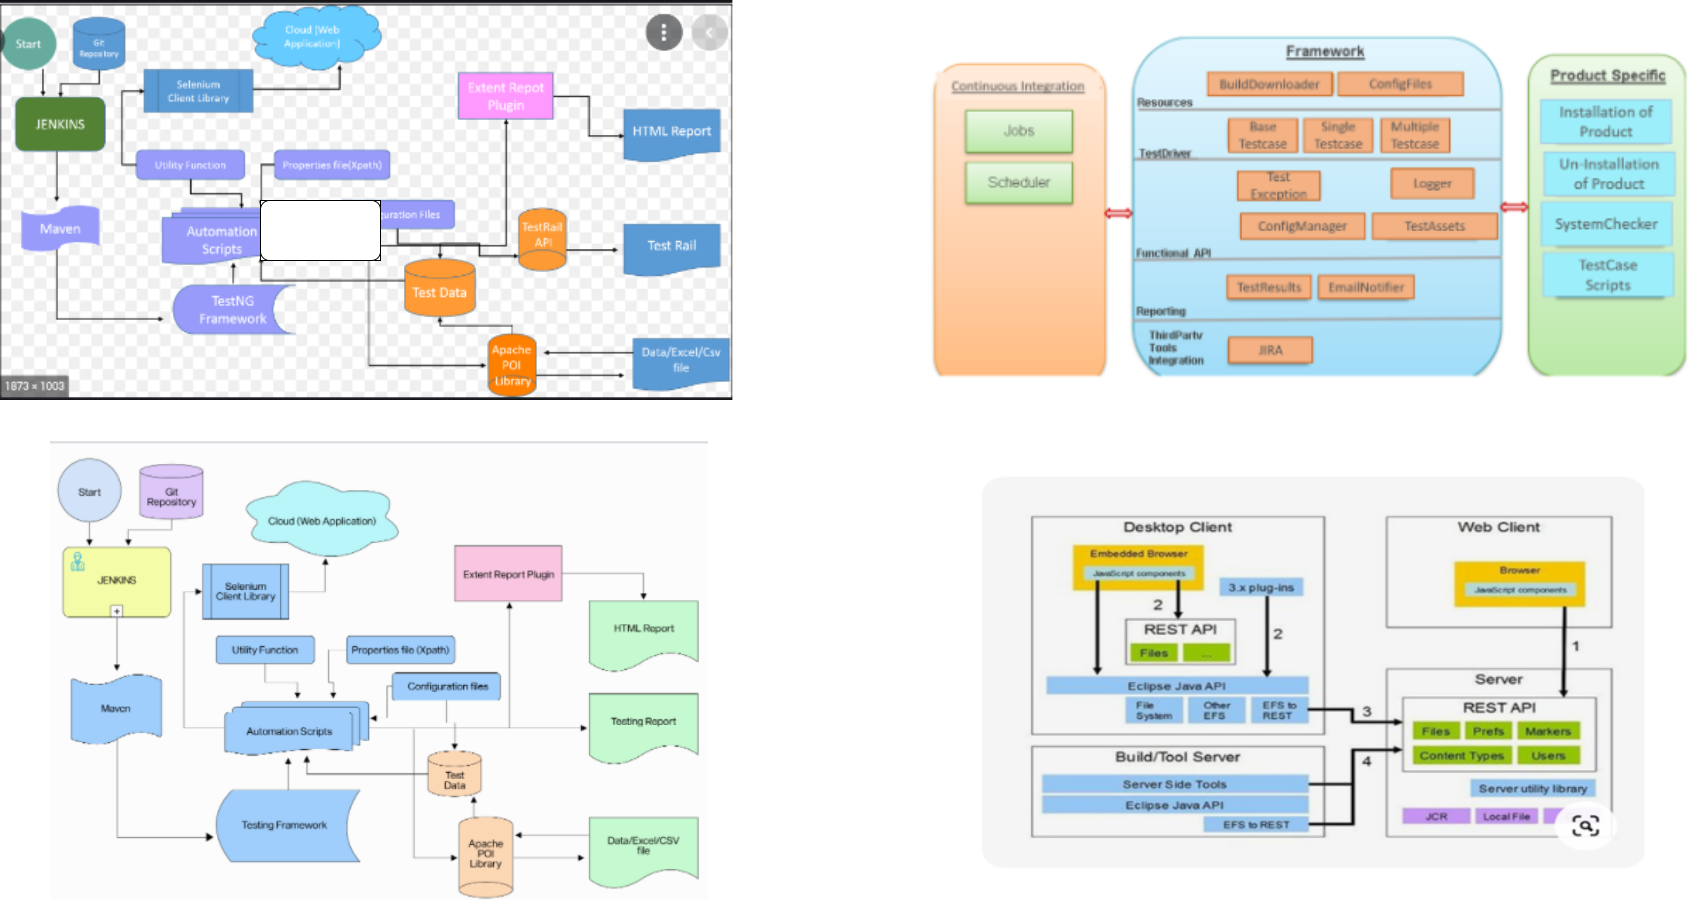 Start
Git
Repository
Cloud (Web
Application)
Selenium
Client Library
JENKINS
Extent Repot
Plugin
HTML Report
Utility Function
Properties file(Xpath)
Maven
Automation
Scripts
uration Files
TestRail
API
Test Rail
Test Data
TestNG
Framework
Apache
POI
Library
Data/Excel/Csv
file
1873 × 1003
Continuous Integration
Jobs
Scheduler
Framework
BuildDownloader
ConfigFiles
Resources
Base
Testcase
Single
Testcase
Multiple
Testcase
TestDriver
Test
Exception
Logger
ConfigManager
TestAssets
Functional API
TestResults
EmailNotifier
Reporting
ThirdParty
Tools
Integration
JIRA
Product Specific
Installation of
Product
Un-Installation
of Product
SystemChecker
TestCase
Scripts
Start
Git
Repository
Cloud (Web Application)
JENKINS
Selenium
Client Library
Extent Report Plugin
HTML Report
Utility Function
Properties file (Xpath)
Configuration files
Maven
Automation Scripts
Testing Report
Test
Data
Testing Framework
Apache
POI
Library
Data/Excel/CSV
file
Desktop Client
Embedded Browser
JavaScript components
3.x plug-ins
2
REST API
2
Files
...
Eclipse Java API
File
System
Other
EFS
EFS to
REST
3
Build/Tool Server
4
Server Side Tools
Eclipse Java API
EFS to REST
Web Client
Browser
JavaScript components
1
Server
REST API
Files
Prefs
Markers
Content Types
Users
Server utility library
JCR
Local File